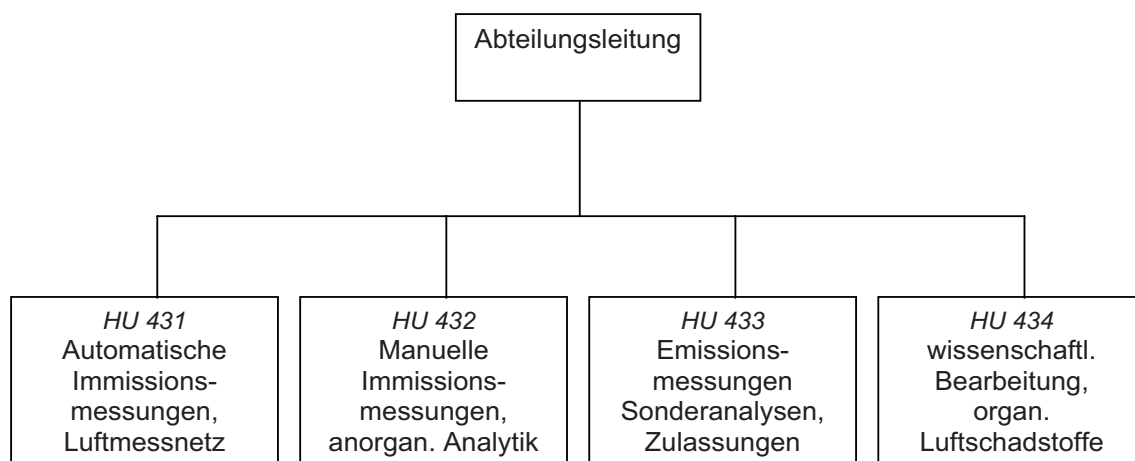 Abteilungsleitung
HU 431
Automatische
Immissions-
messungen,
Luftmessnetz
HU 432
Manuelle
Immissions-
messungen,
anorgan. Analytik
HU 433
Emissions-
messungen
Sonderanalysen,
Zulassungen
HU 434
wissenschaftl.
Bearbeitung,
organ.
Luftschadstoffe